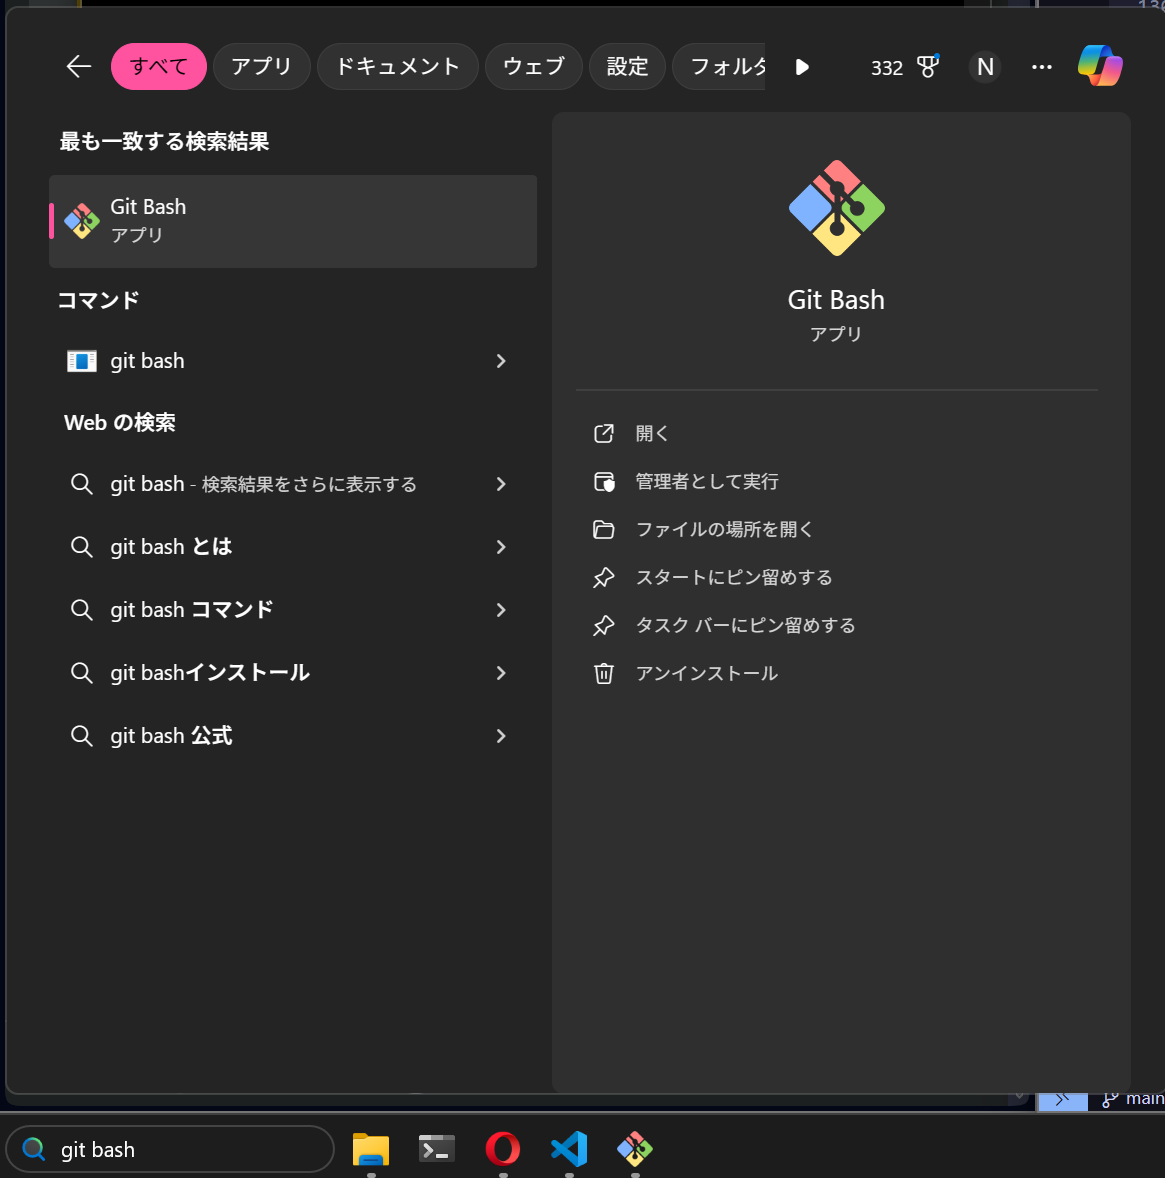 すべて
アプリ
ドキュメント
ウェブ
設定
フォルダ
332
N
最も一致する検索結果
Git Bash
アプリ
コマンド
git bash
Web の検索
git bash - 検索結果をさらに表示する
git bash とは
git bash コマンド
git bashインストール
git bash 公式
Git Bash
アプリ
開く
管理者として実行
ファイルの場所を開く
スタートにピン留めする
タスク バーにピン留めする
アンインストール
main
git bash